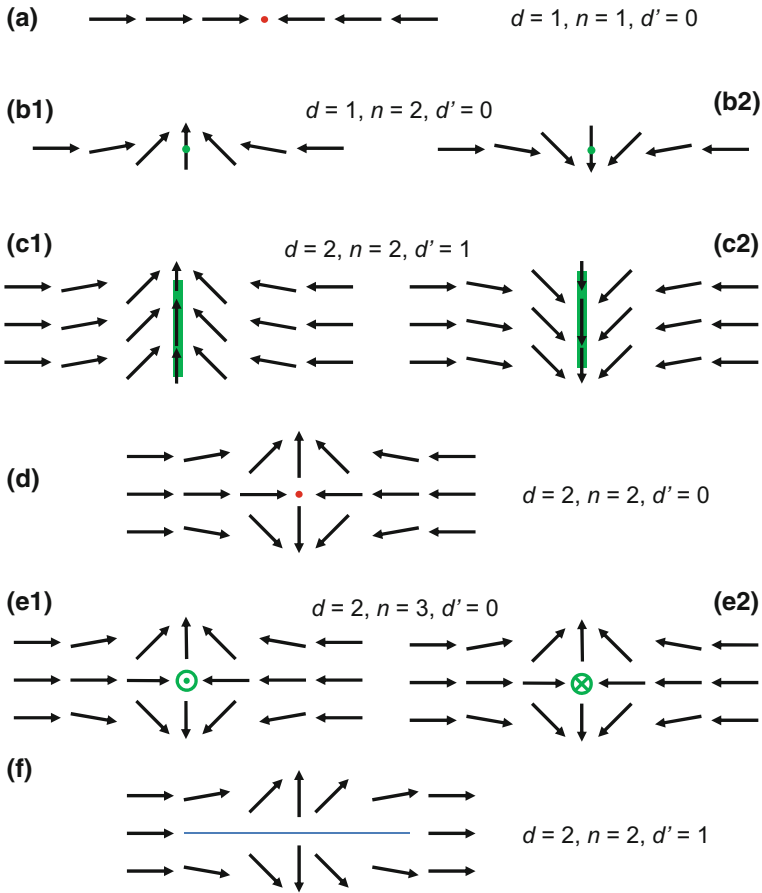 (a)
d = 1, n = 1, d' = 0
(b1)
d = 1, n = 2, d' = 0
(b2)
(c1)
d = 2, n = 2, d' = 1
(c2)
(d)
d = 2, n = 2, d' = 0
(e1)
d = 2, n = 3, d' = 0
(e2)
(f)
d = 2, n = 2, d' = 1